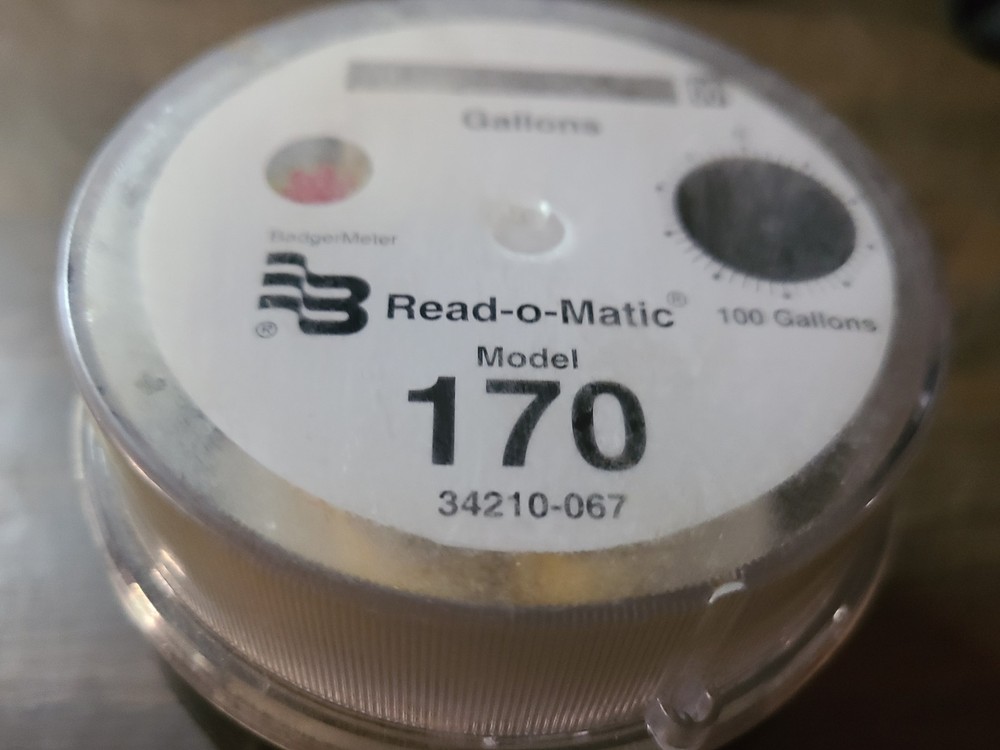 Gallons
BadgerMeter
B
®
Read-o-Matic®
100 Gallons
Model
170
34210-067